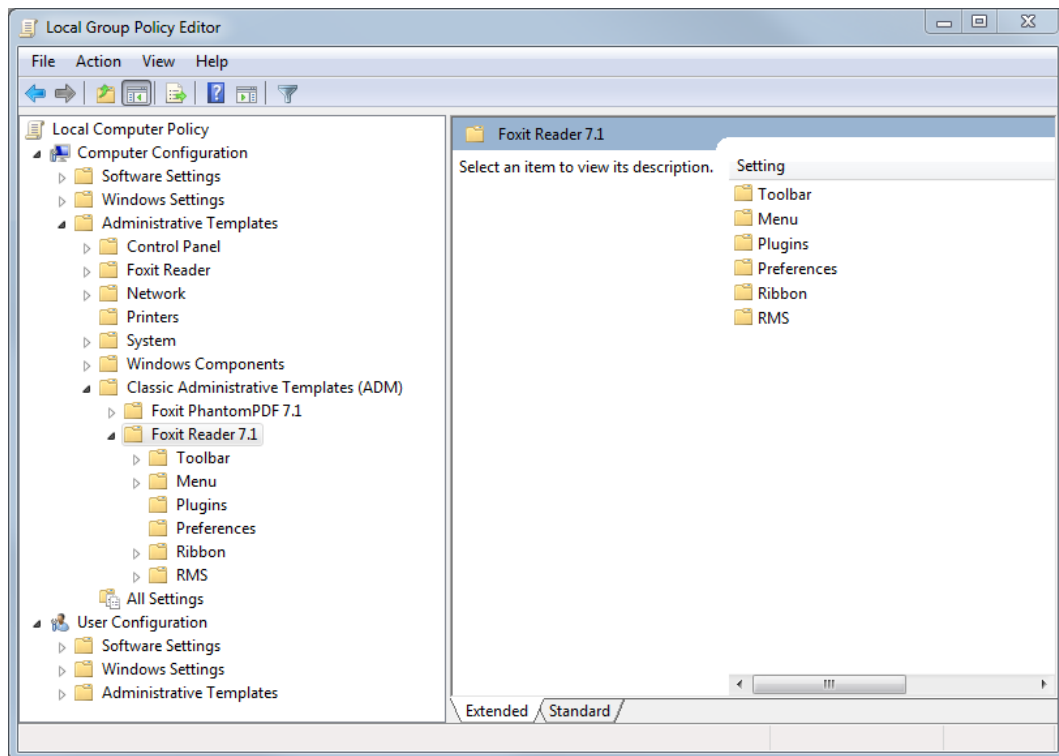 Local Group Policy Editor
File Action View Help
Local Computer Policy
Computer Configuration
Software Settings
Windows Settings
Administrative Templates
Control Panel
Foxit Reader
Network
Printers
System
Windows Components
Classic Administrative Templates (ADM)
Foxit PhantomPDF 7.1
Foxit Reader 7.1
Toolbar
Menu
Plugins
Preferences
Ribbon
RMS
All Settings
User Configuration
Software Settings
Windows Settings
Administrative Templates
Foxit Reader 7.1
Select an item to view its description.
Setting
Toolbar
Menu
Plugins
Preferences
Ribbon
RMS
Extended Standard